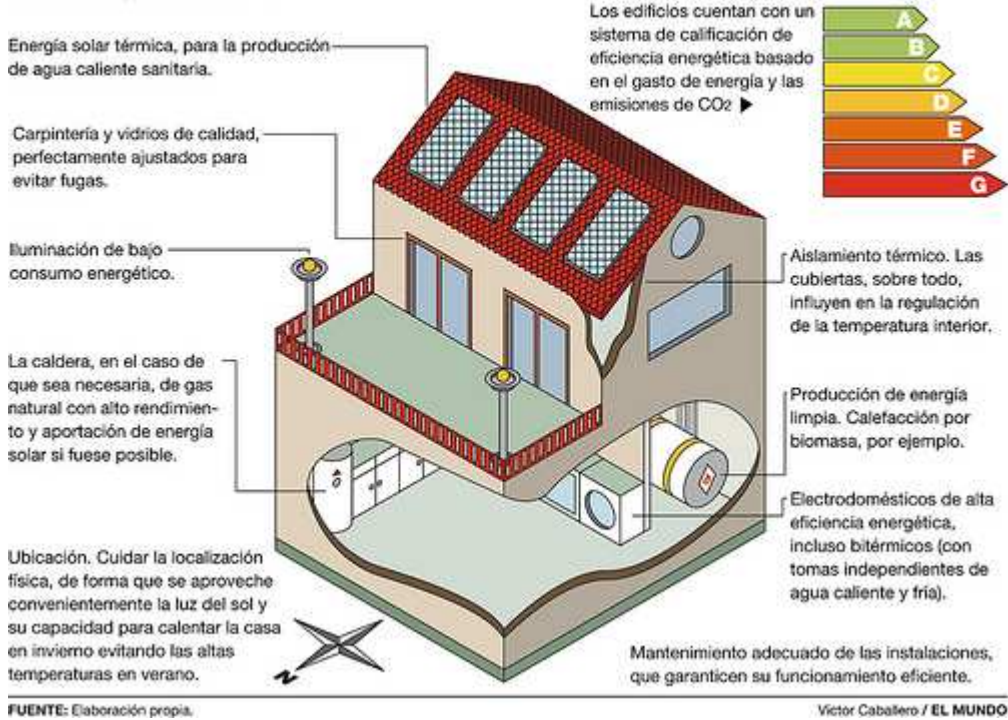 Energía solar térmica, para la producción
de agua caliente sanitaria.
Carpintería y vidrios de calidad,
perfectamente ajustados para
evitar fugas.
Iluminación de bajo
consumo energético.
La caldera, en el caso de
que sea necesaria, de gas
natural con alto rendimien-
to y aportación de energía
solar si fuese posible.
Ubicación. Cuidar la localización
física, de forma que se aproveche
convenientemente la luz del sol y
su capacidad para calentar la casa
en invierno evitando las altas
temperaturas en verano.
N
Los edificios cuentan con un
sistema de calificación de
eficiencia energética basado
en el gasto de energía y las
emisiones de CO2 ▶
A
B
C
D
E
F
G
Aislamiento térmico. Las
cubiertas, sobre todo,
influyen en la regulación
de la temperatura interior.
Producción de energía
limpia. Calefacción por
biomasa, por ejemplo.
Electrodomésticos de alta
eficiencia energética,
incluso bitérmicos (con
tomas independientes de
agua caliente y fría).
Mantenimiento adecuado de las instalaciones,
que garanticen su funcionamiento eficiente.
FUENTE: Elaboración propia.
Víctor Caballero / EL MUNDO